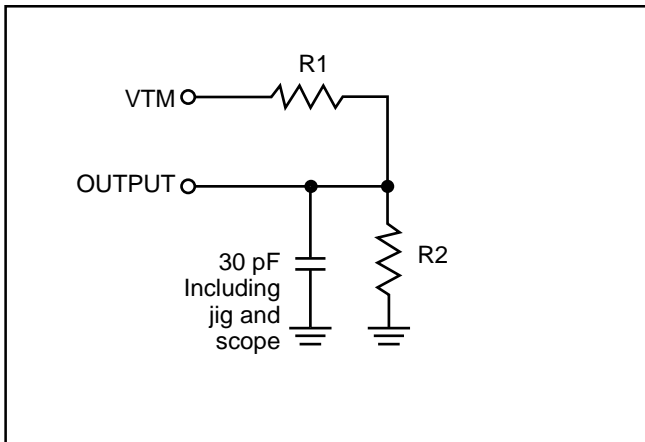 R1
VTM
OUTPUT
R2
30 pF
Including
jig and
scope